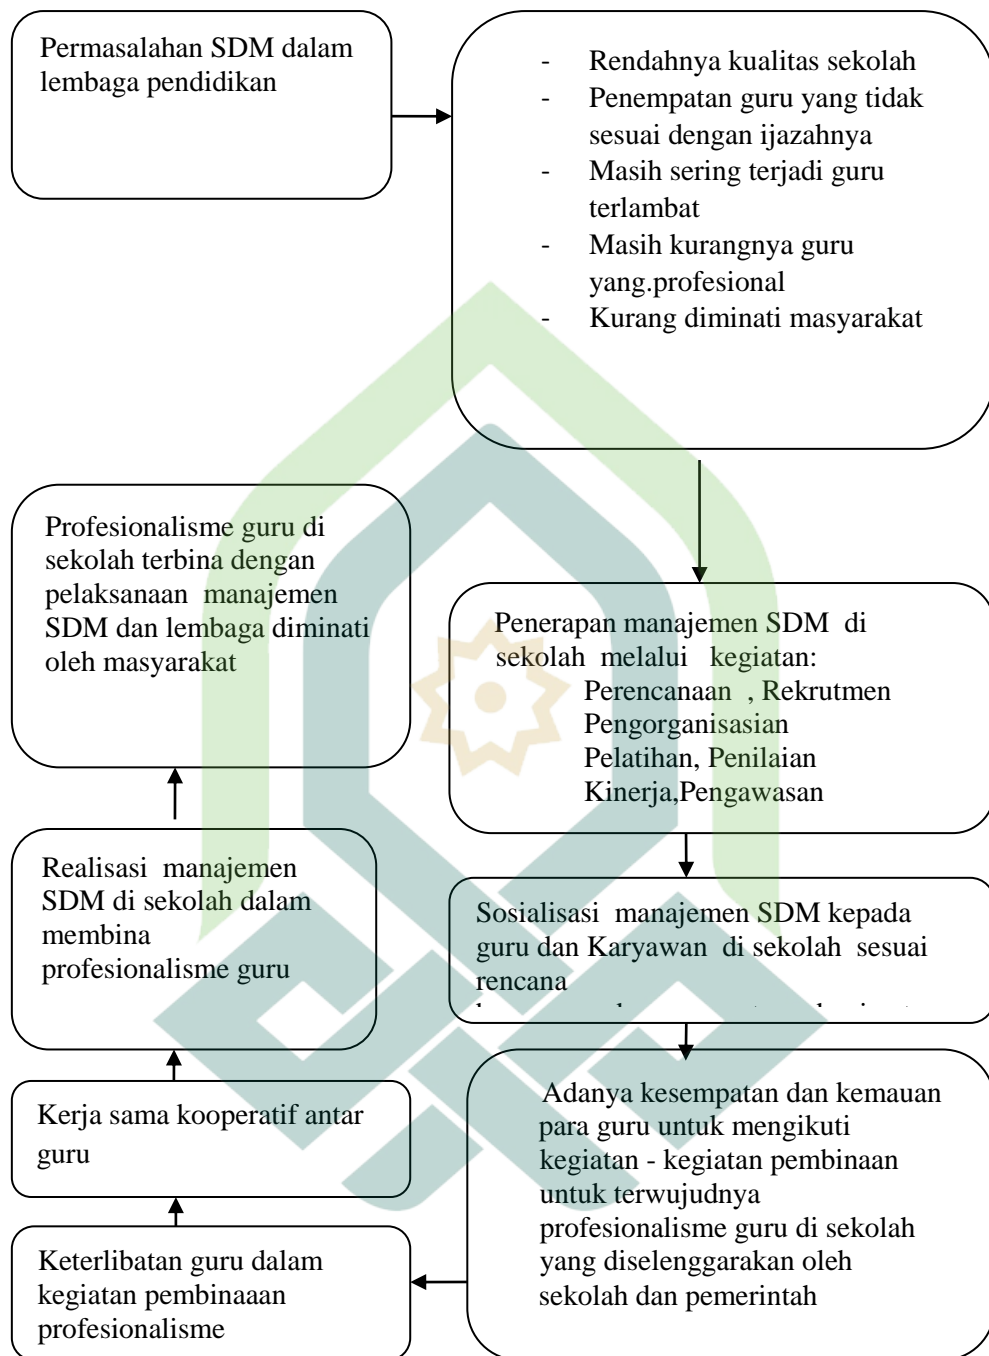 Permasalahan SDM dalam
lembaga pendidikan
- Rendahnya kualitas sekolah
- Penempatan guru yang tidak
sesuai dengan ijazahnya
- Masih sering terjadi guru
terlambat
- Masih kurangnya guru
yang.profesional
- Kurang diminati masyarakat
Penerapan manajemen SDM di
sekolah melalui kegiatan:
Perencanaan , Rekrutmen
Pengorganisasian
Pelatihan, Penilaian
Kinerja,Pengawasan
Sosialisasi manajemen SDM kepada
guru dan Karyawan di sekolah sesuai
rencana
Adanya kesempatan dan kemauan
para guru untuk mengikuti
kegiatan - kegiatan pembinaan
untuk terwujudnya
profesionalisme guru di sekolah
yang diselenggarakan oleh
sekolah dan pemerintah
Keterlibatan guru dalam
kegiatan pembinaaan
profesionalisme
Kerja sama kooperatif antar
guru
Realisasi manajemen
SDM di sekolah dalam
membina
profesionalisme guru
Profesionalisme guru di
sekolah terbina dengan
pelaksanaan manajemen
SDM dan lembaga diminati
oleh masyarakat